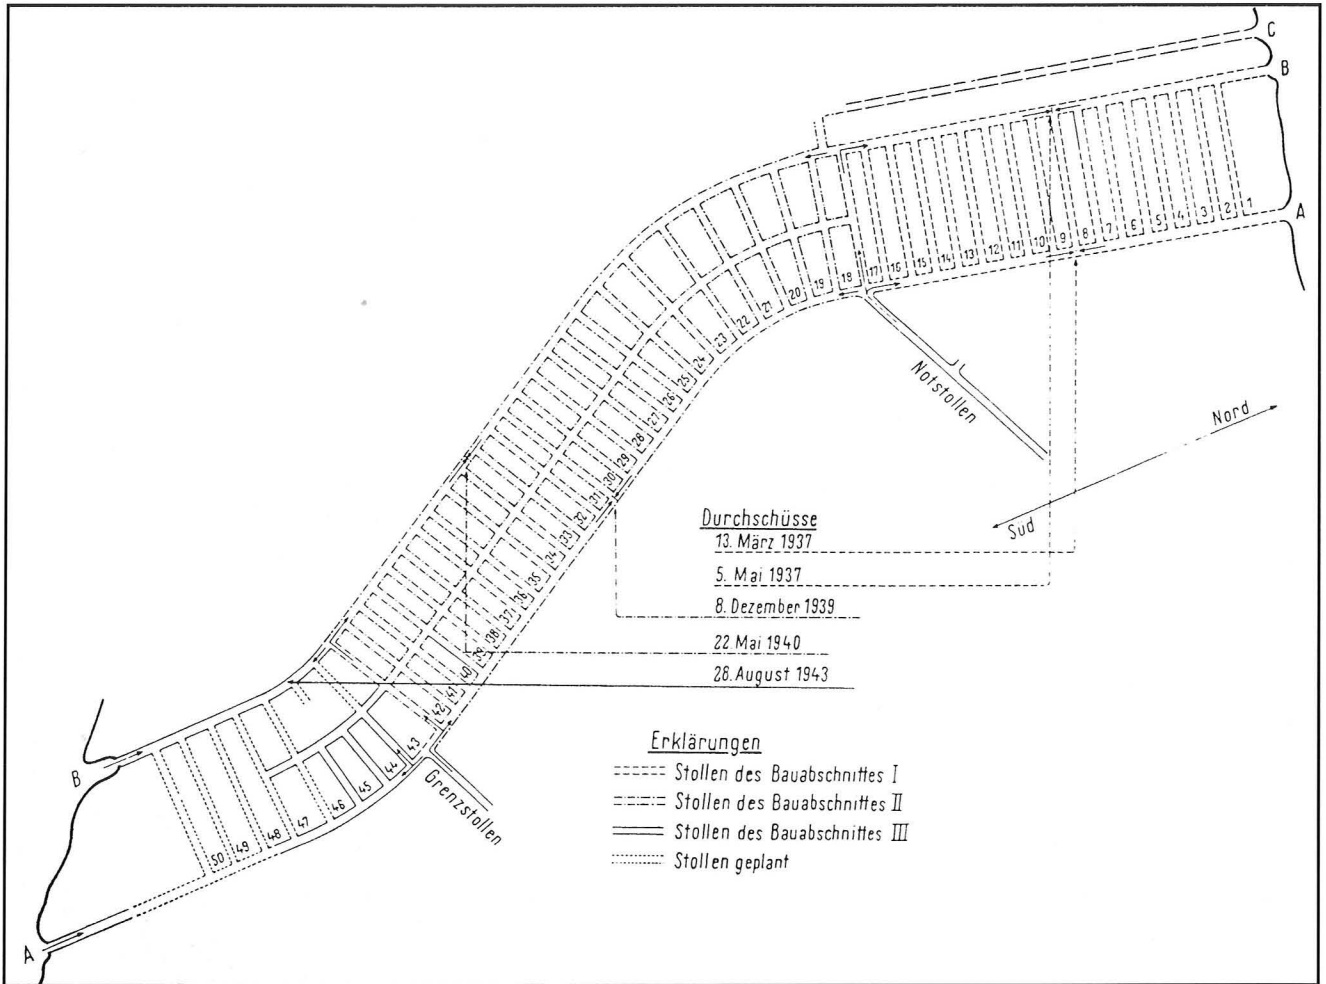 C
B
A
1
2
3
4
5
6
7
8
9
10
11
12
13
14
15
16
17
18
19
20
21
22
23
24
25
26
27
28
29
30
31
32
33
34
35
36
37
38
39
40
41
42
43
44
45
46
47
48
49
50
Notstollen
Nord
Süd
Durchschüsse
13. März 1937
5. Mai 1937
8. Dezember 1939
22. Mai 1940
28. August 1943
Grenzstollen
B
A
Erklärungen
Stollen des Bauabschnittes I
Stollen des Bauabschnittes II
Stollen des Bauabschnittes III
Stollen geplant